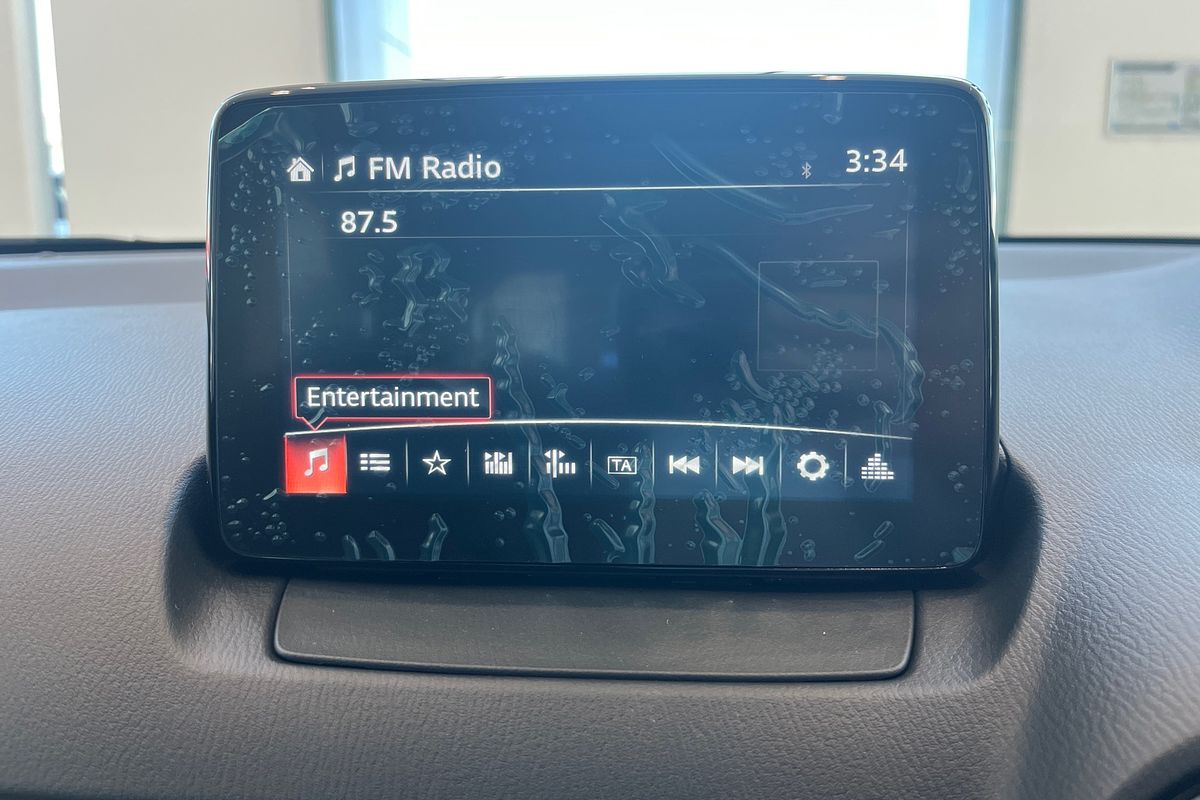 FM Radio
3:34
87.5
Entertainment
TA